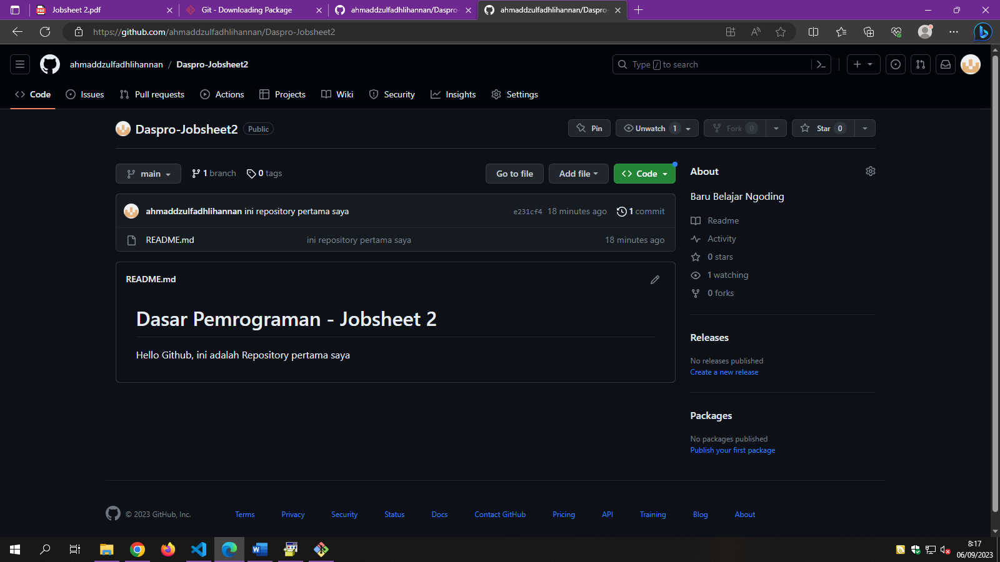 Jobsheet 2.pdf
Git - Downloading Package
ahmaddzulfadhlihannan/Daspro-
ahmaddzulfadhlihannan/Daspro-
https://github.com/ahmaddzulfadhlihannan/Daspro-Jobsheet2
ahmaddzulfadhlihannan / Daspro-Jobsheet2
Type / to search
Code Issues Pull requests Actions Projects Wiki Security Insights Settings
Daspro-Jobsheet2 Public
Pin Unwatch 1 Fork 0 Star 0
main 1 branch 0 tags
Go to file Add file Code
ahmaddzulfadhlihannan ini repository pertama saya e231cf4 18 minutes ago 1 commit
README.md ini repository pertama saya 18 minutes ago
README.md
Dasar Pemrograman - Jobsheet 2
Hello Github, ini adalah Repository pertama saya
About
Baru Belajar Ngoding
Readme
Activity
0 stars
1 watching
0 forks
Releases
No releases published
Create a new release
Packages
No packages published
Publish your first package
© 2023 GitHub, Inc. Terms Privacy Security Status Docs Contact GitHub Pricing API Training Blog About
8:17
06/09/2023